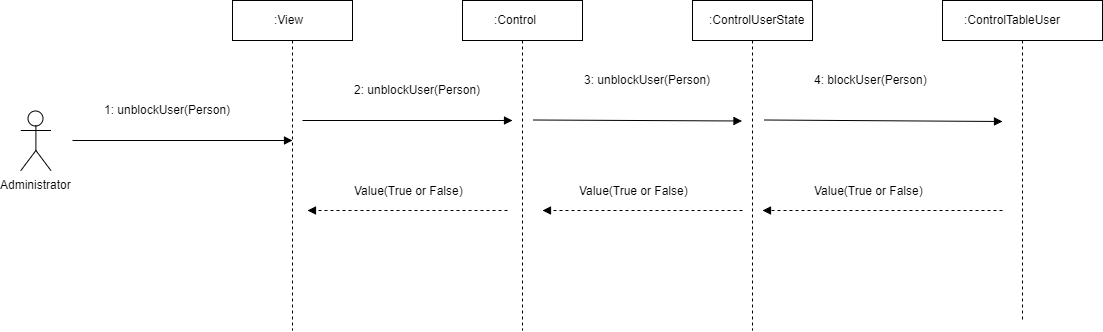 :View
:Control
:ControlUserState
:ControlTableUser
1: unblockUser(Person)
2: unblockUser(Person)
3: unblockUser(Person)
4: blockUser(Person)
Administrator
Value(True or False)
Value(True or False)
Value(True or False)